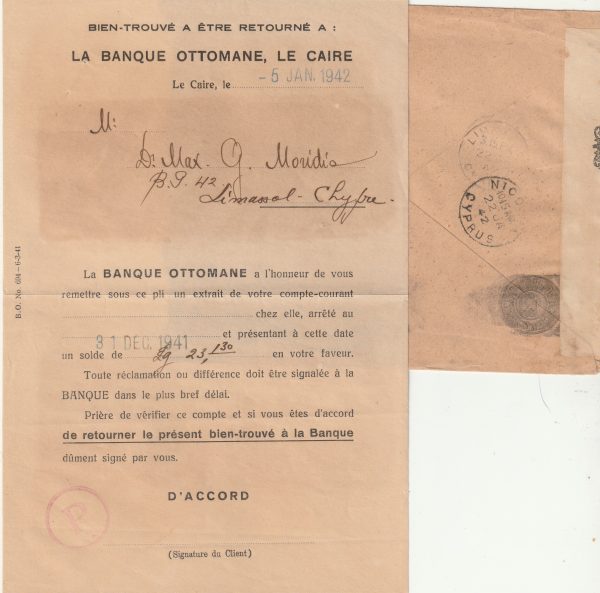 BIEN-TROUVÉ A ÊTRE RETOURNÉ A :
LA BANQUE OTTOMANE, LE CAIRE
Le Caire, le - 5 JAN. 1942
M:
Dr Max. G. Moridis
B.P. 42
Limassol - Chypre.
La BANQUE OTTOMANE a l'honneur de vous
remettre sous ce pli un extrait de votre compte-courant
chez elle, arrêté au
31 DEC. 1941 et présentant à cette date
un solde de Lg 23,130 en votre faveur.
Toute réclamation ou différence doit être signalée à la
BANQUE dans le plus bref délai.
Prière de vérifier ce compte et si vous êtes d'accord
de retourner le présent bien-trouvé à la Banque
dûment signé par vous.
D'ACCORD
(Signature du Client)
B.O. No 694-6-3-41
P
NICO
22 JA
42
CYPRUS